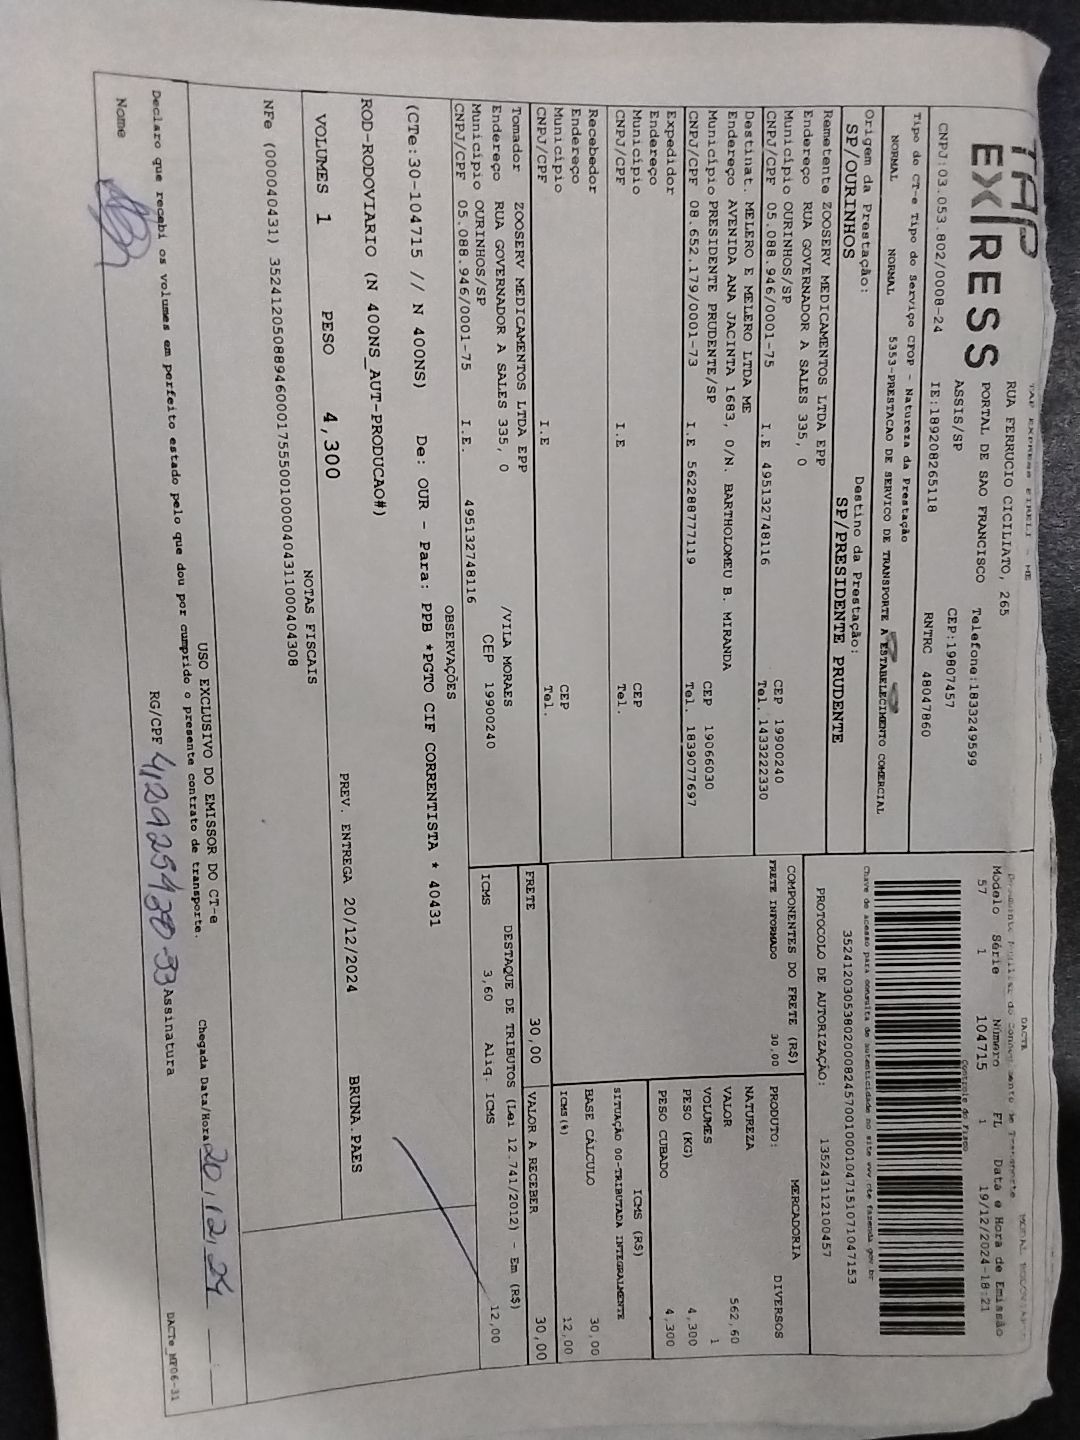 TAP
EX RESS
TAP EXPRESS EIRELI - ME
RUA FERRUCIO CICILIATO, 265
PORTAL DE SAO FRANCISCO Telefone:1833249599
ASSIS/SP CEP:19807457
CNPJ:03.053.802/0008-24 IE:189208265118 RNTRC 48047860
Tipo do CT-e Tipo do Serviço CFOP - Natureza da Prestação
NORMAL NORMAL 5353-PRESTACAO DE SERVICO DE TRANSPORTE A ESTABELECIMENTO COMERCIAL
Origem da Prestação: Destino da Prestação:
SP/OURINHOS SP/PRESIDENTE PRUDENTE
DACTE
Modelo Série Número FL Data e Hora de Emissão
57 1 104715 1 19/12/2024-18:21
Controle do Fisco
Chave de acesso para consulta de autenticidade no site www.cte.fazenda.gov.br
PROTOCOLO DE AUTORIZAÇÃO: 135243112100457
Remetente ZOOSERV MEDICAMENTOS LTDA EPP
Endereço RUA GOVERNADOR A SALES 335, 0
Município OURINHOS/SP CEP 19900240
CNPJ/CPF 05.088.946/0001-75 I.E 495132748116 Tel. 1433222330
Destinat. MELERO E MELERO LTDA ME
Endereço AVENIDA ANA JACINTA 1683, 0/N. BARTHOLOMEU B. MIRANDA
Município PRESIDENTE PRUDENTE/SP CEP 19066030
CNPJ/CPF 08.652.179/0001-73 I.E 562288777119 Tel. 1839077697
Expedidor
Endereço
Município CEP
CNPJ/CPF I.E Tel.
Recebedor
Endereço
Município CEP
CNPJ/CPF I.E Tel.
Tomador ZOOSERV MEDICAMENTOS LTDA EPP
Endereço RUA GOVERNADOR A SALES 335, 0 /VILA MORAES
Município OURINHOS/SP CEP 19900240
CNPJ/CPF 05.088.946/0001-75 I.E. 495132748116
COMPONENTES DO FRETE (R$)
FRETE INFORMADO 30,00
PRODUTO: MERCADORIA
NATUREZA DIVERSOS
VALOR 562,60
VOLUMES 1
PESO (KG) 4,300
PESO CUBADO 4,300
ICMS (R$)
SITUAÇÃO 00-TRIBUTADA INTEGRALMENTE
BASE CÁLCULO 30,00
ICMS(%) 12,00
FRETE 30,00 VALOR A RECEBER 30,00
DESTAQUE DE TRIBUTOS (Lei 12.741/2012) - Em (R$)
ICMS 3,60 Aliq. ICMS 12,00
OBSERVAÇÕES
(CTe:30-104715 // N 400NS) De: OUR - Para: PPB *PGTO CIF CORRENTISTA * 40431
ROD-RODOVIARIO (N 400NS_AUT-PRODUCAO#)
VOLUMES 1 PESO 4,300 PREV. ENTREGA 20/12/2024 BRUNA.PAES
NOTAS FISCAIS
USO EXCLUSIVO DO EMISSOR DO CT-e
Chegada Data/Hora 20,12,24
Declaro que recebi os volumes em perfeito estado pelo que dou por cumprido o presente contrato de transporte.
Nome RG/CPF Assinatura
DACTe_MF06-31